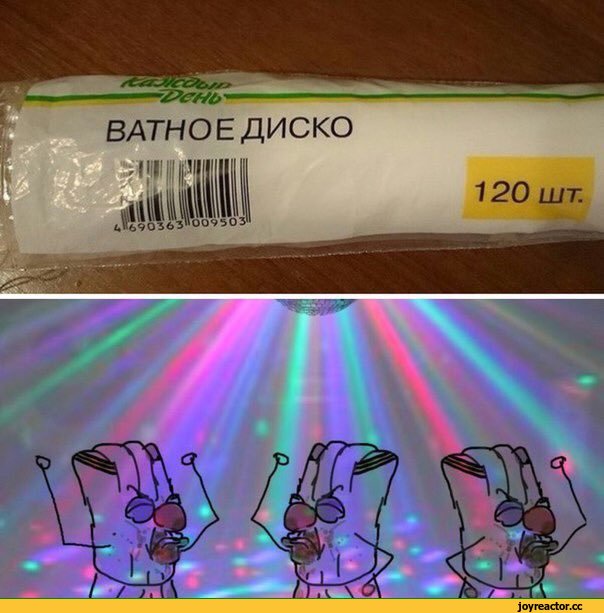 Каждый
День
ВАТНОЕ ДИСКО
120 шт.
4 690363 009503
joyreactor.cc